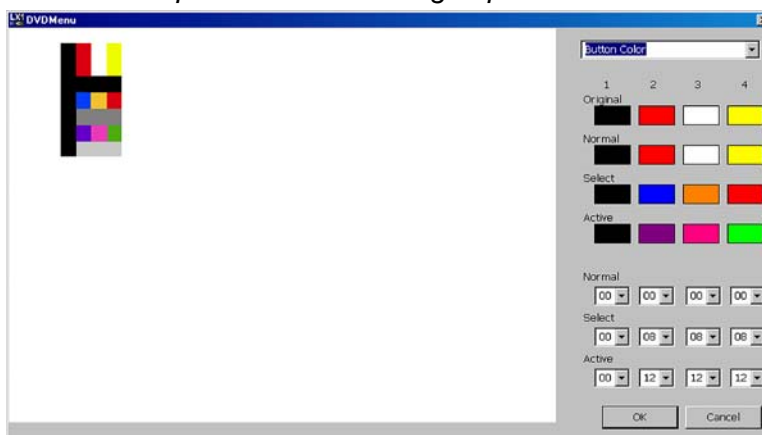 DVDMenu
Button Color
1 2 3 4
Original
Normal
Select
Active
Normal
00 00 00 00
Select
00 08 08 08
Active
00 12 12 12
OK Cancel